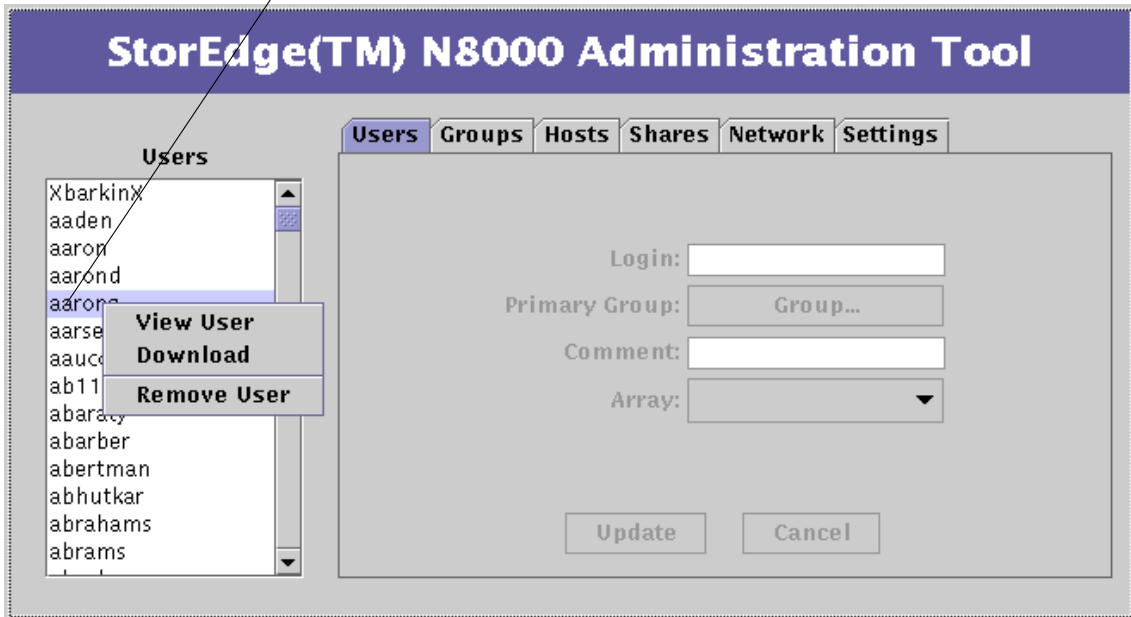 StorEdge(TM) N8000 Administration Tool
Users Groups Hosts Shares Network Settings
Users
XbarkinX
aaden
aaron
aarond
View User
Download
Remove User
abarber
abertman
abhutkar
abrahams
abrams
Login:
Primary Group: Group...
Comment:
Array:
Update Cancel